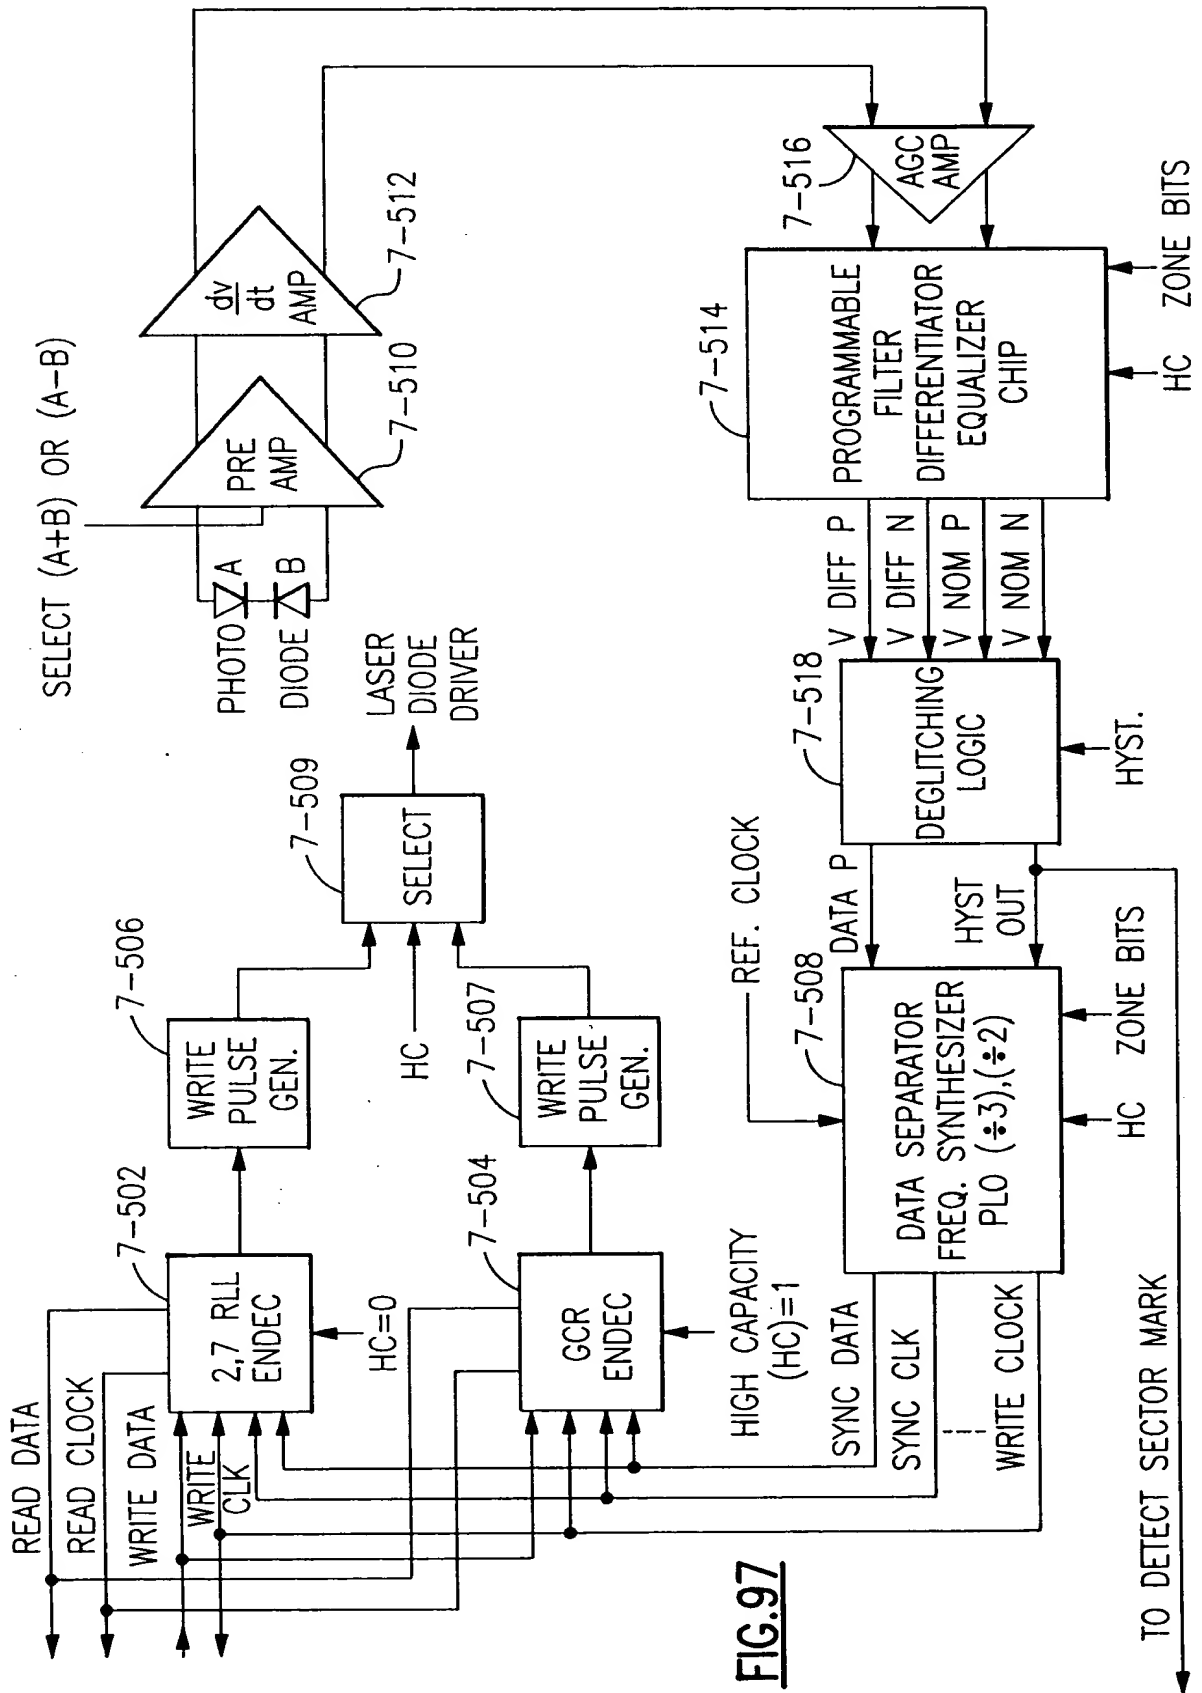 READ DATA
READ CLOCK
WRITE DATA
WRITE
CLK
7-502
2,7 RLL
ENDEC
HC=0
7-506
WRITE
PULSE
GEN.
7-504
GCR
ENDEC
HIGH CAPACITY
(HC)=1
7-507
WRITE
PULSE
GEN.
HC
7-509
SELECT
LASER
DIODE
DRIVER
SELECT (A+B) OR (A-B)
PHOTO A
DIODE B
PRE
AMP
7-510
dv
dt
AMP
7-512
7-516
AGC
AMP
7-514
PROGRAMMABLE
FILTER
DIFFERENTIATOR
EQUALIZER
CHIP
HC
ZONE BITS
V DIFF P
V DIFF N
V NOM P
V NOM N
7-518
DEGLITCHING
LOGIC
HYST.
DATA P
HYST
OUT
REF. CLOCK
7-508
DATA SEPARATOR
FREQ. SYNTHESIZER
PLO (÷3),(÷2)
HC
ZONE BITS
SYNC DATA
SYNC CLK
WRITE CLOCK
TO DETECT SECTOR MARK
FIG.97